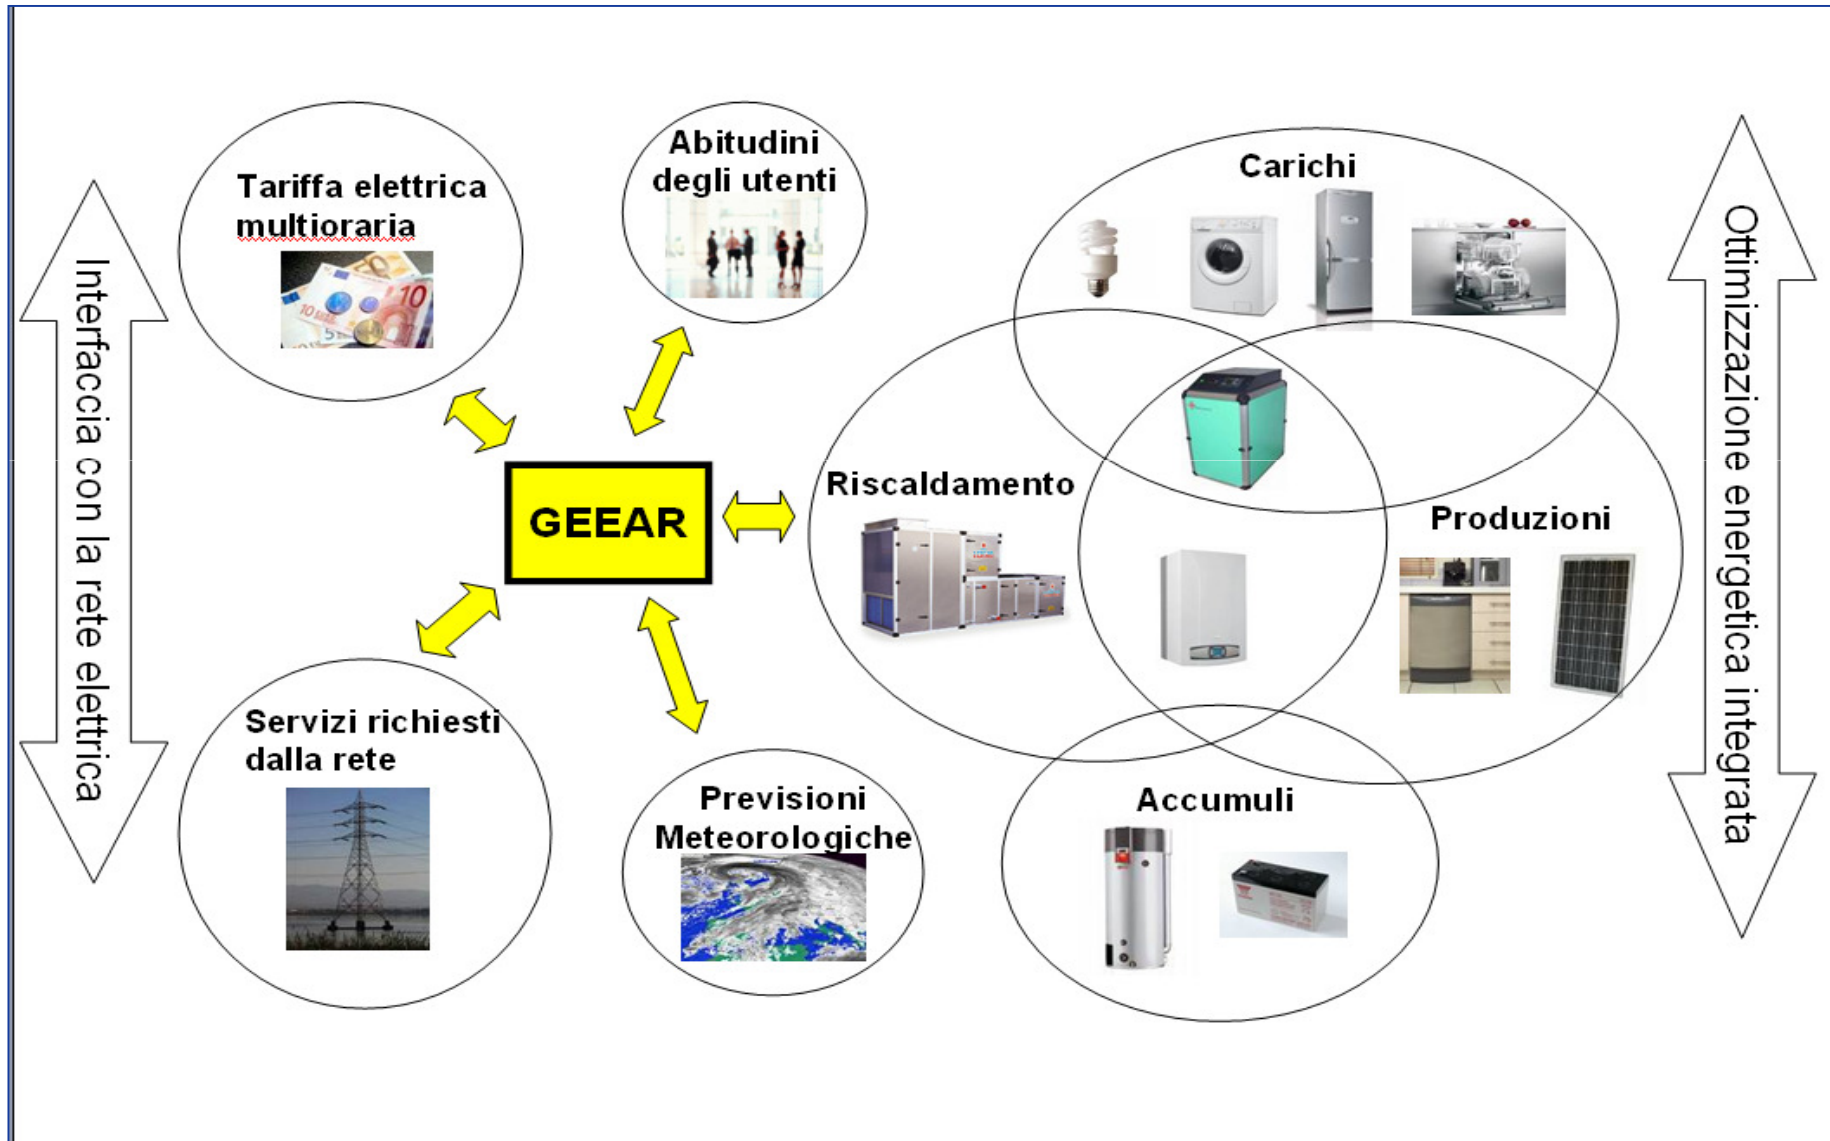 Interfaccia con la rete elettrica
Tariffa elettrica
multioraria
10
Abitudini
degli utenti
Carichi
GEEAR
Riscaldamento
Produzioni
Servizi richiesti
dalla rete
Previsioni
Meteorologiche
Accumuli
Ottimizzazione energetica integrata